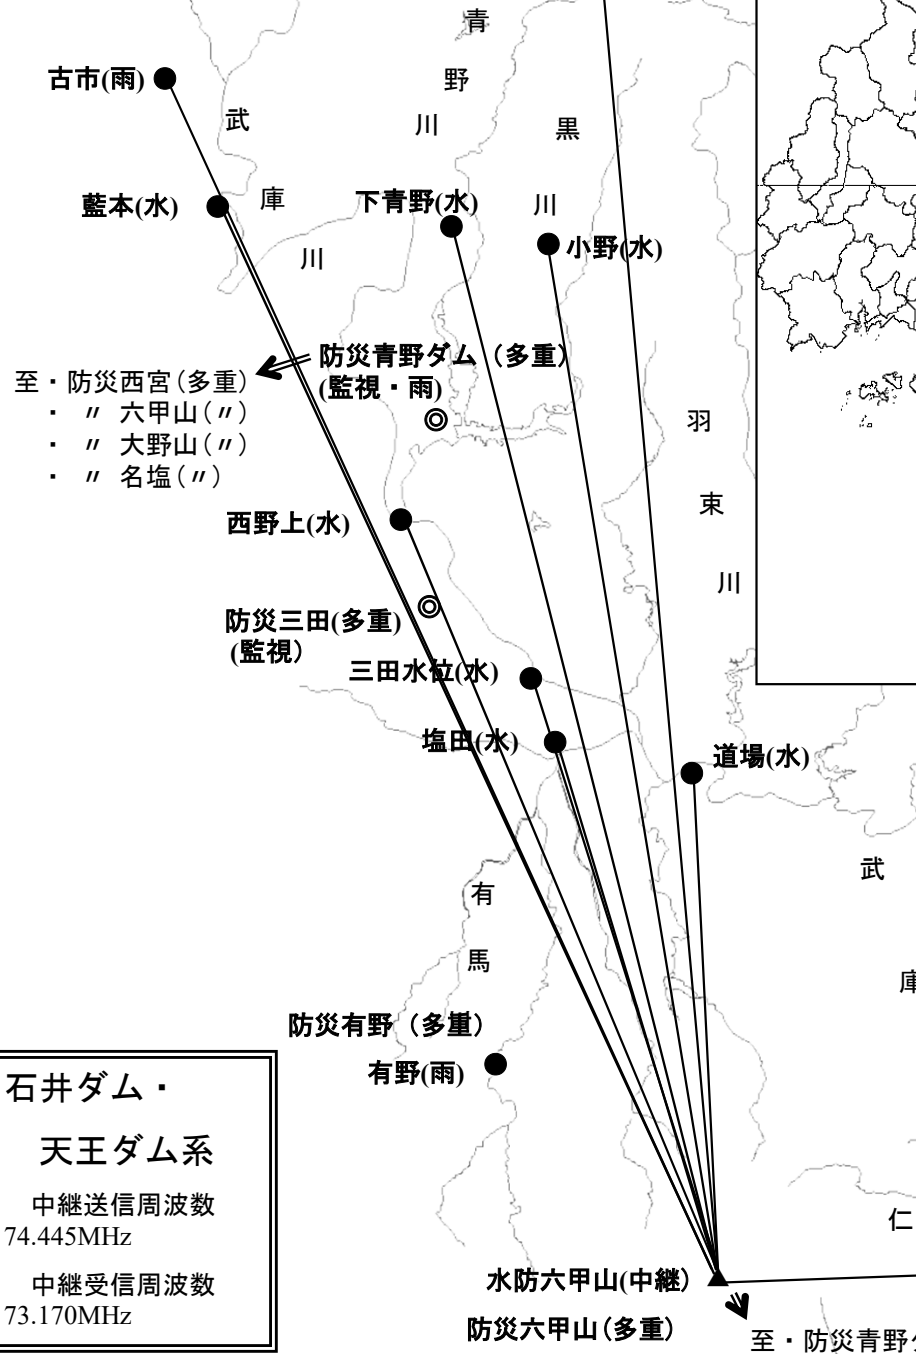 青
野
川
古市(雨)
武
庫
川
黒
川
藍本(水)
下青野(水)
小野(水)
防災青野ダム（多重）
(監視・雨)
至・防災西宮(多重)
・ 〃 六甲山(〃)
・ 〃 大野山(〃)
・ 〃 名塩(〃)
羽
東
川
西野上(水)
防災三田(多重)
(監視）
三田水位(水)
塩田(水)
道場(水)
武
庫
有
馬
防災有野（多重）
有野(雨)
石井ダム・
天王ダム系
中継送信周波数
74.445MHz
中継受信周波数
73.170MHz
仁
水防六甲山(中継）
防災六甲山(多重）
至・防災青野